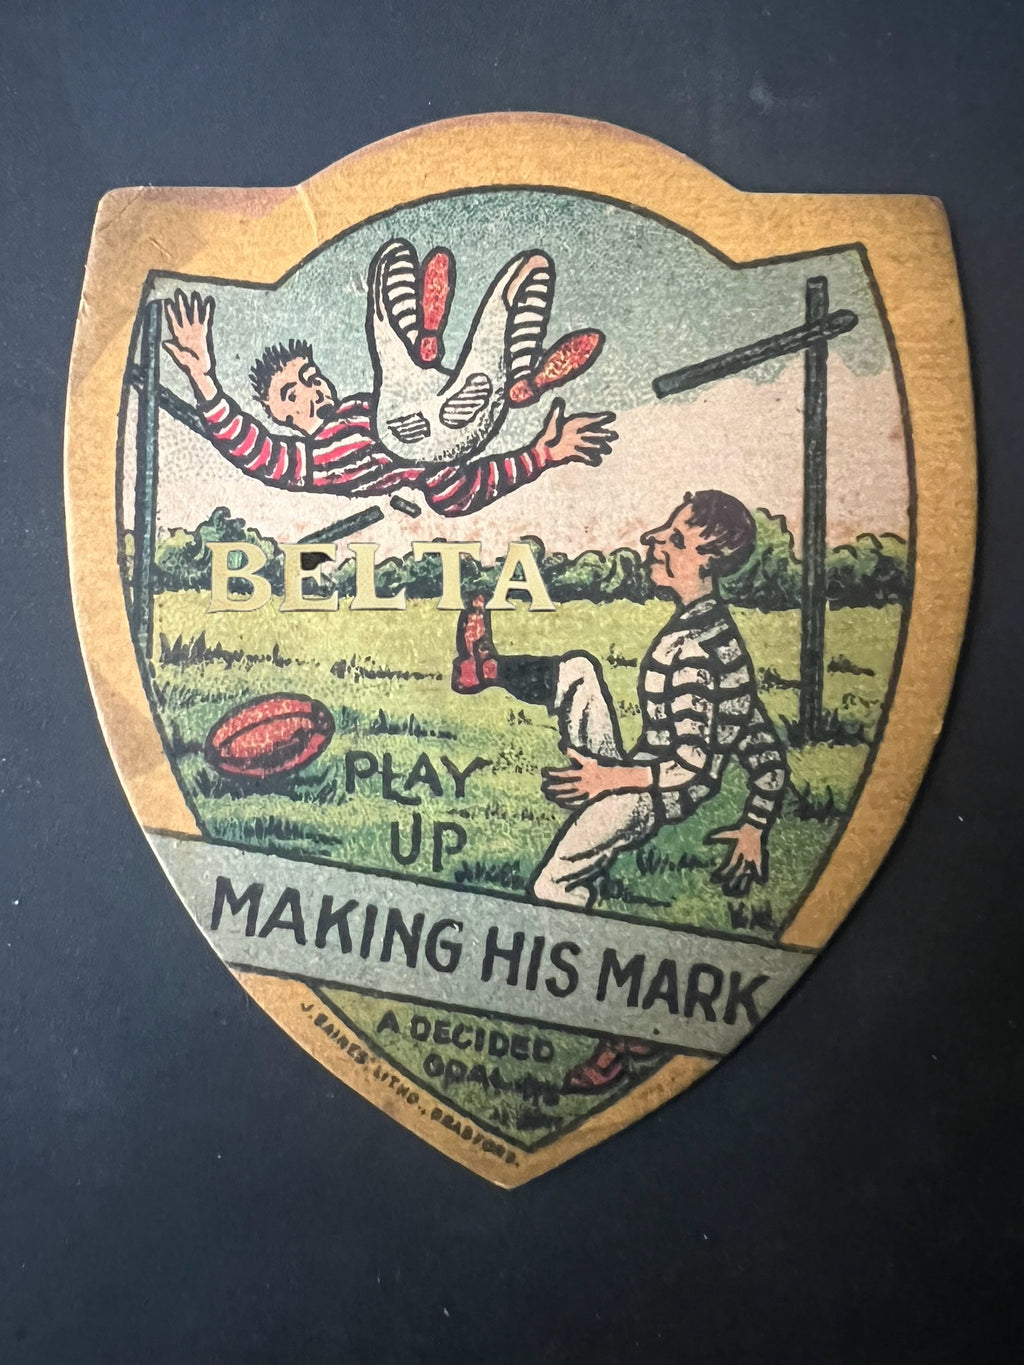 BELTA
PLAY
UP
MAKING HIS MARK
A DECIDED
GOAL
J. BAINES LITHO., BRADFORD.